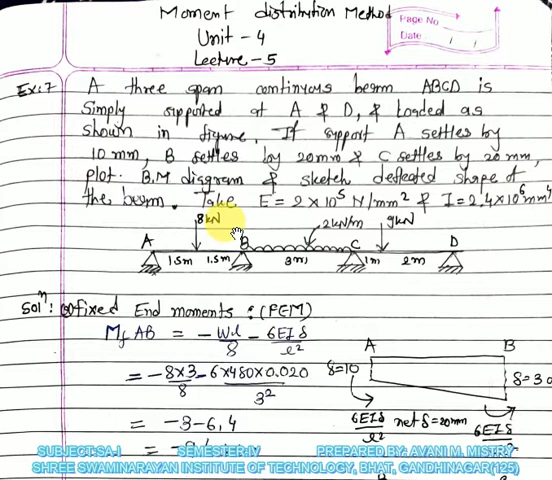 Moment distribution Method
Unit - 4
Lecture - 5
Page No
Date / /
Ex:7 A three span continuous beam ABCD is
Simply supported at A & D, & Loaded as
shown in figure. If support A settles by
10 mm, B settles by 20mm & C settles by 20 mm,
plot B.M diagram & sketch deflected shape of
the beam. Take E = 2×10⁵ N/mm² & I = 2.4×10⁶ mm⁴
8kN 2kN/m 9kN
A B C D
1.5m 1.5m 3m 1m 2m
Solⁿ: Fixed End moments : (FEM)
MfAB = - Wl/8 - 6EIδ/l²
A B
= -8×3/8 - 6×480×0.020/3²
δ=10 δ=30
= -3-6.4
6EIδ/l² net δ=20mm 6EIδ
SUBJECT:SA-I SEMESTER:IV PREPARED BY: AVANI M. MISTRY
SHREE SWAMINARAYAN INSTITUTE OF TECHNOLOGY, BHAT, GANDHINAGAR(125)